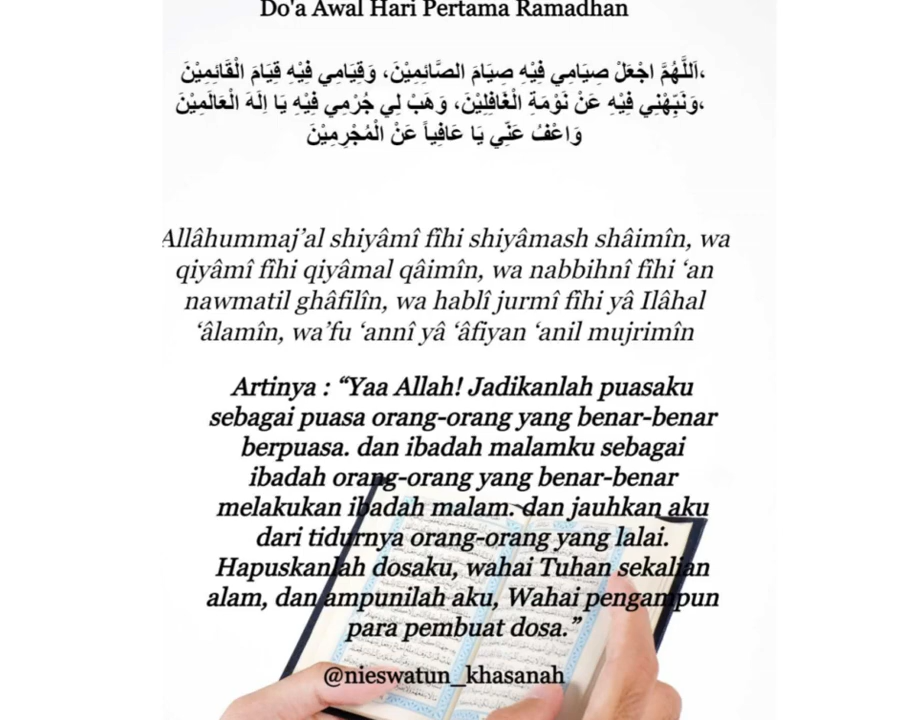 Do'a Awal Hari Pertama Ramadhan
اَللَّهُمَّ اجْعَلْ صِيَامِي فِيْهِ صِيَامَ الصَّائِمِيْنَ، وَقِيَامِي فِيْهِ قِيَامَ الْقَائِمِيْنَ،
وَنَبِّهْنِي فِيْهِ عَنْ نَوْمَةِ الْغَافِلِيْنَ، وَهَبْ لِي جُرْمِي فِيْهِ يَا إِلَهَ الْعَالَمِيْنَ،
وَاعْفُ عَنِّي يَا عَافِياً عَنْ الْمُجْرِمِيْنَ
Allâhummaj’al shiyâmî fîhi shiyâmash shâimîn, wa
qiyâmî fîhi qiyâmal qâimîn, wa nabbihnî fîhi ‘an
nawmatil ghâfilîn, wa hablî jurmî fîhi yâ Ilâhal
‘âlamîn, wa’fu ‘annî yâ ‘âfiyan ‘anil mujrimîn
Artinya : “Yaa Allah! Jadikanlah puasaku
sebagai puasa orang-orang yang benar-benar
berpuasa. dan ibadah malamku sebagai
ibadah orang-orang yang benar-benar
melakukan ibadah malam. dan jauhkan aku
dari tidurnya orang-orang yang lalai.
Hapuskanlah dosaku, wahai Tuhan sekalian
alam, dan ampunilah aku, Wahai pengampun
para pembuat dosa.”
@nieswatun_khasanah